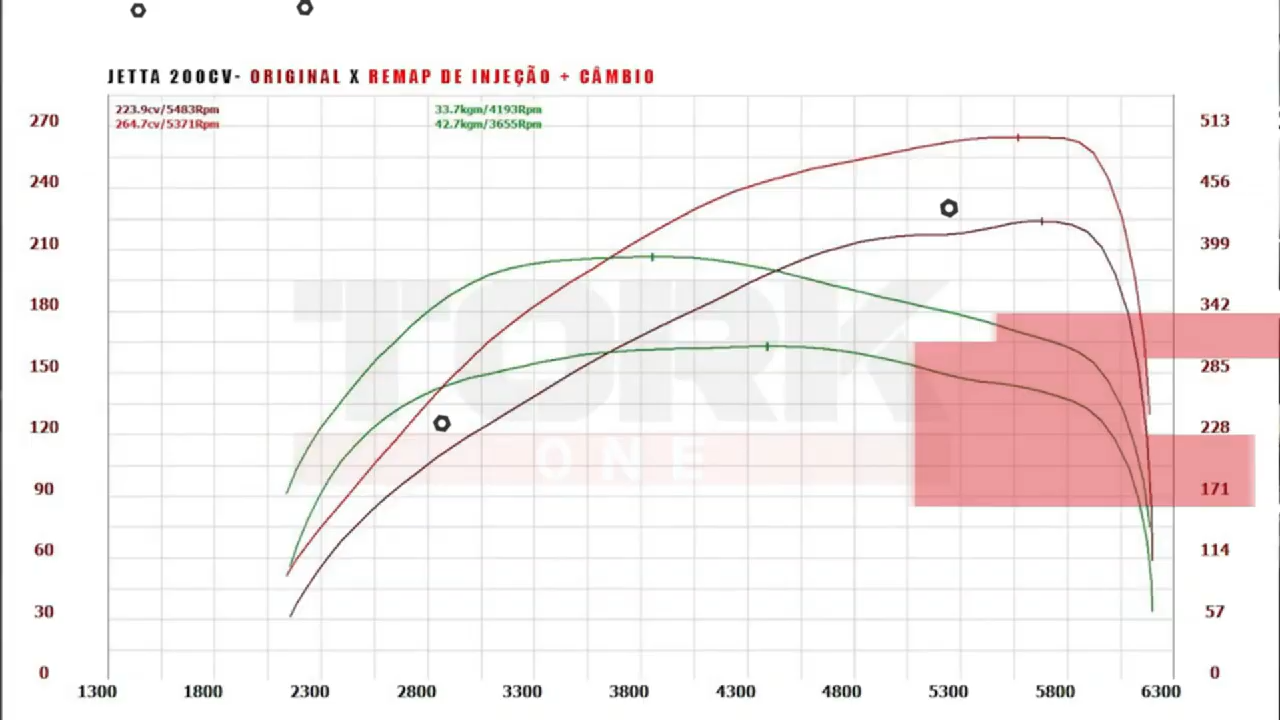 JETTA 200CV- ORIGINAL X REMAP DE INJEÇÃO + CÂMBIO
223.9cv/5483Rpm 33.7kgm/4193Rpm
264.7cv/5371Rpm 42.7kgm/3655Rpm
270 513
240 456
210 399
180 342
150 285
120 228
90 171
60 114
30 57
0 0
TORK
ONE
1300 1800 2300 2800 3300 3800 4300 4800 5300 5800 6300